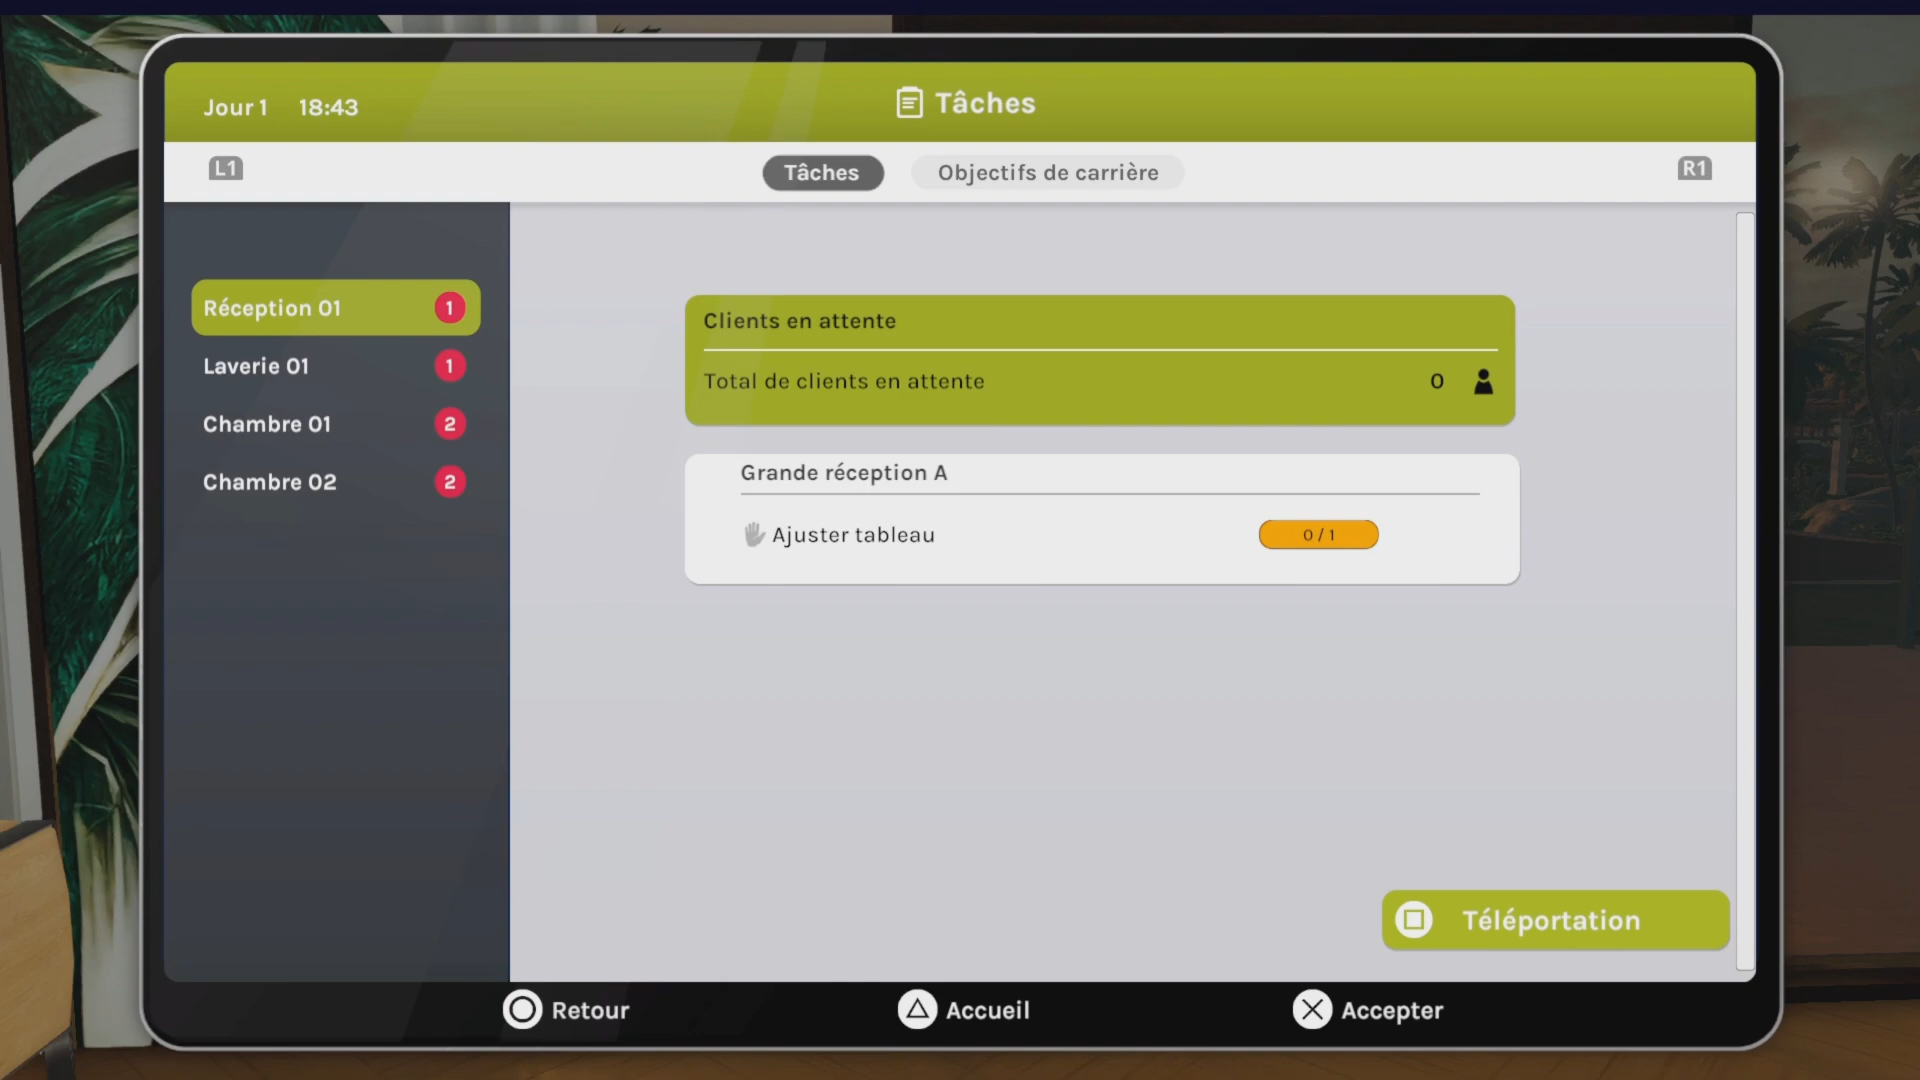 Jour 1 18:43
Tâches
L1
Tâches
Objectifs de carrière
R1
Réception 01 1
Laverie 01 1
Chambre 01 2
Chambre 02 2
Clients en attente
Total de clients en attente 0
Grande réception A
Ajuster tableau 0/1
Téléportation
Retour
Accueil
Accepter